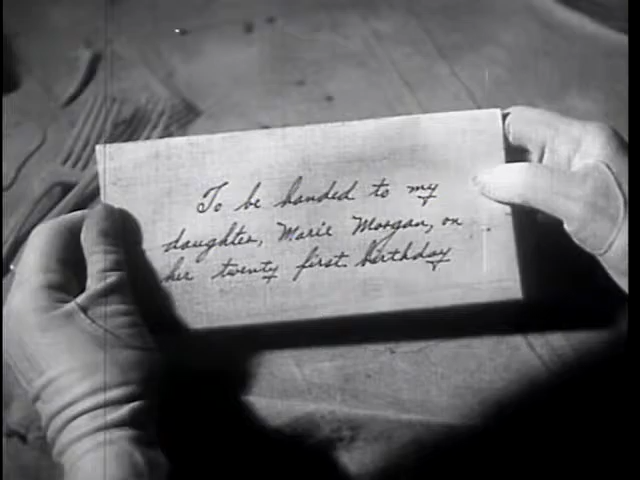 To be handed to my
daughter, Marie Morgan, on
her twenty first birthday